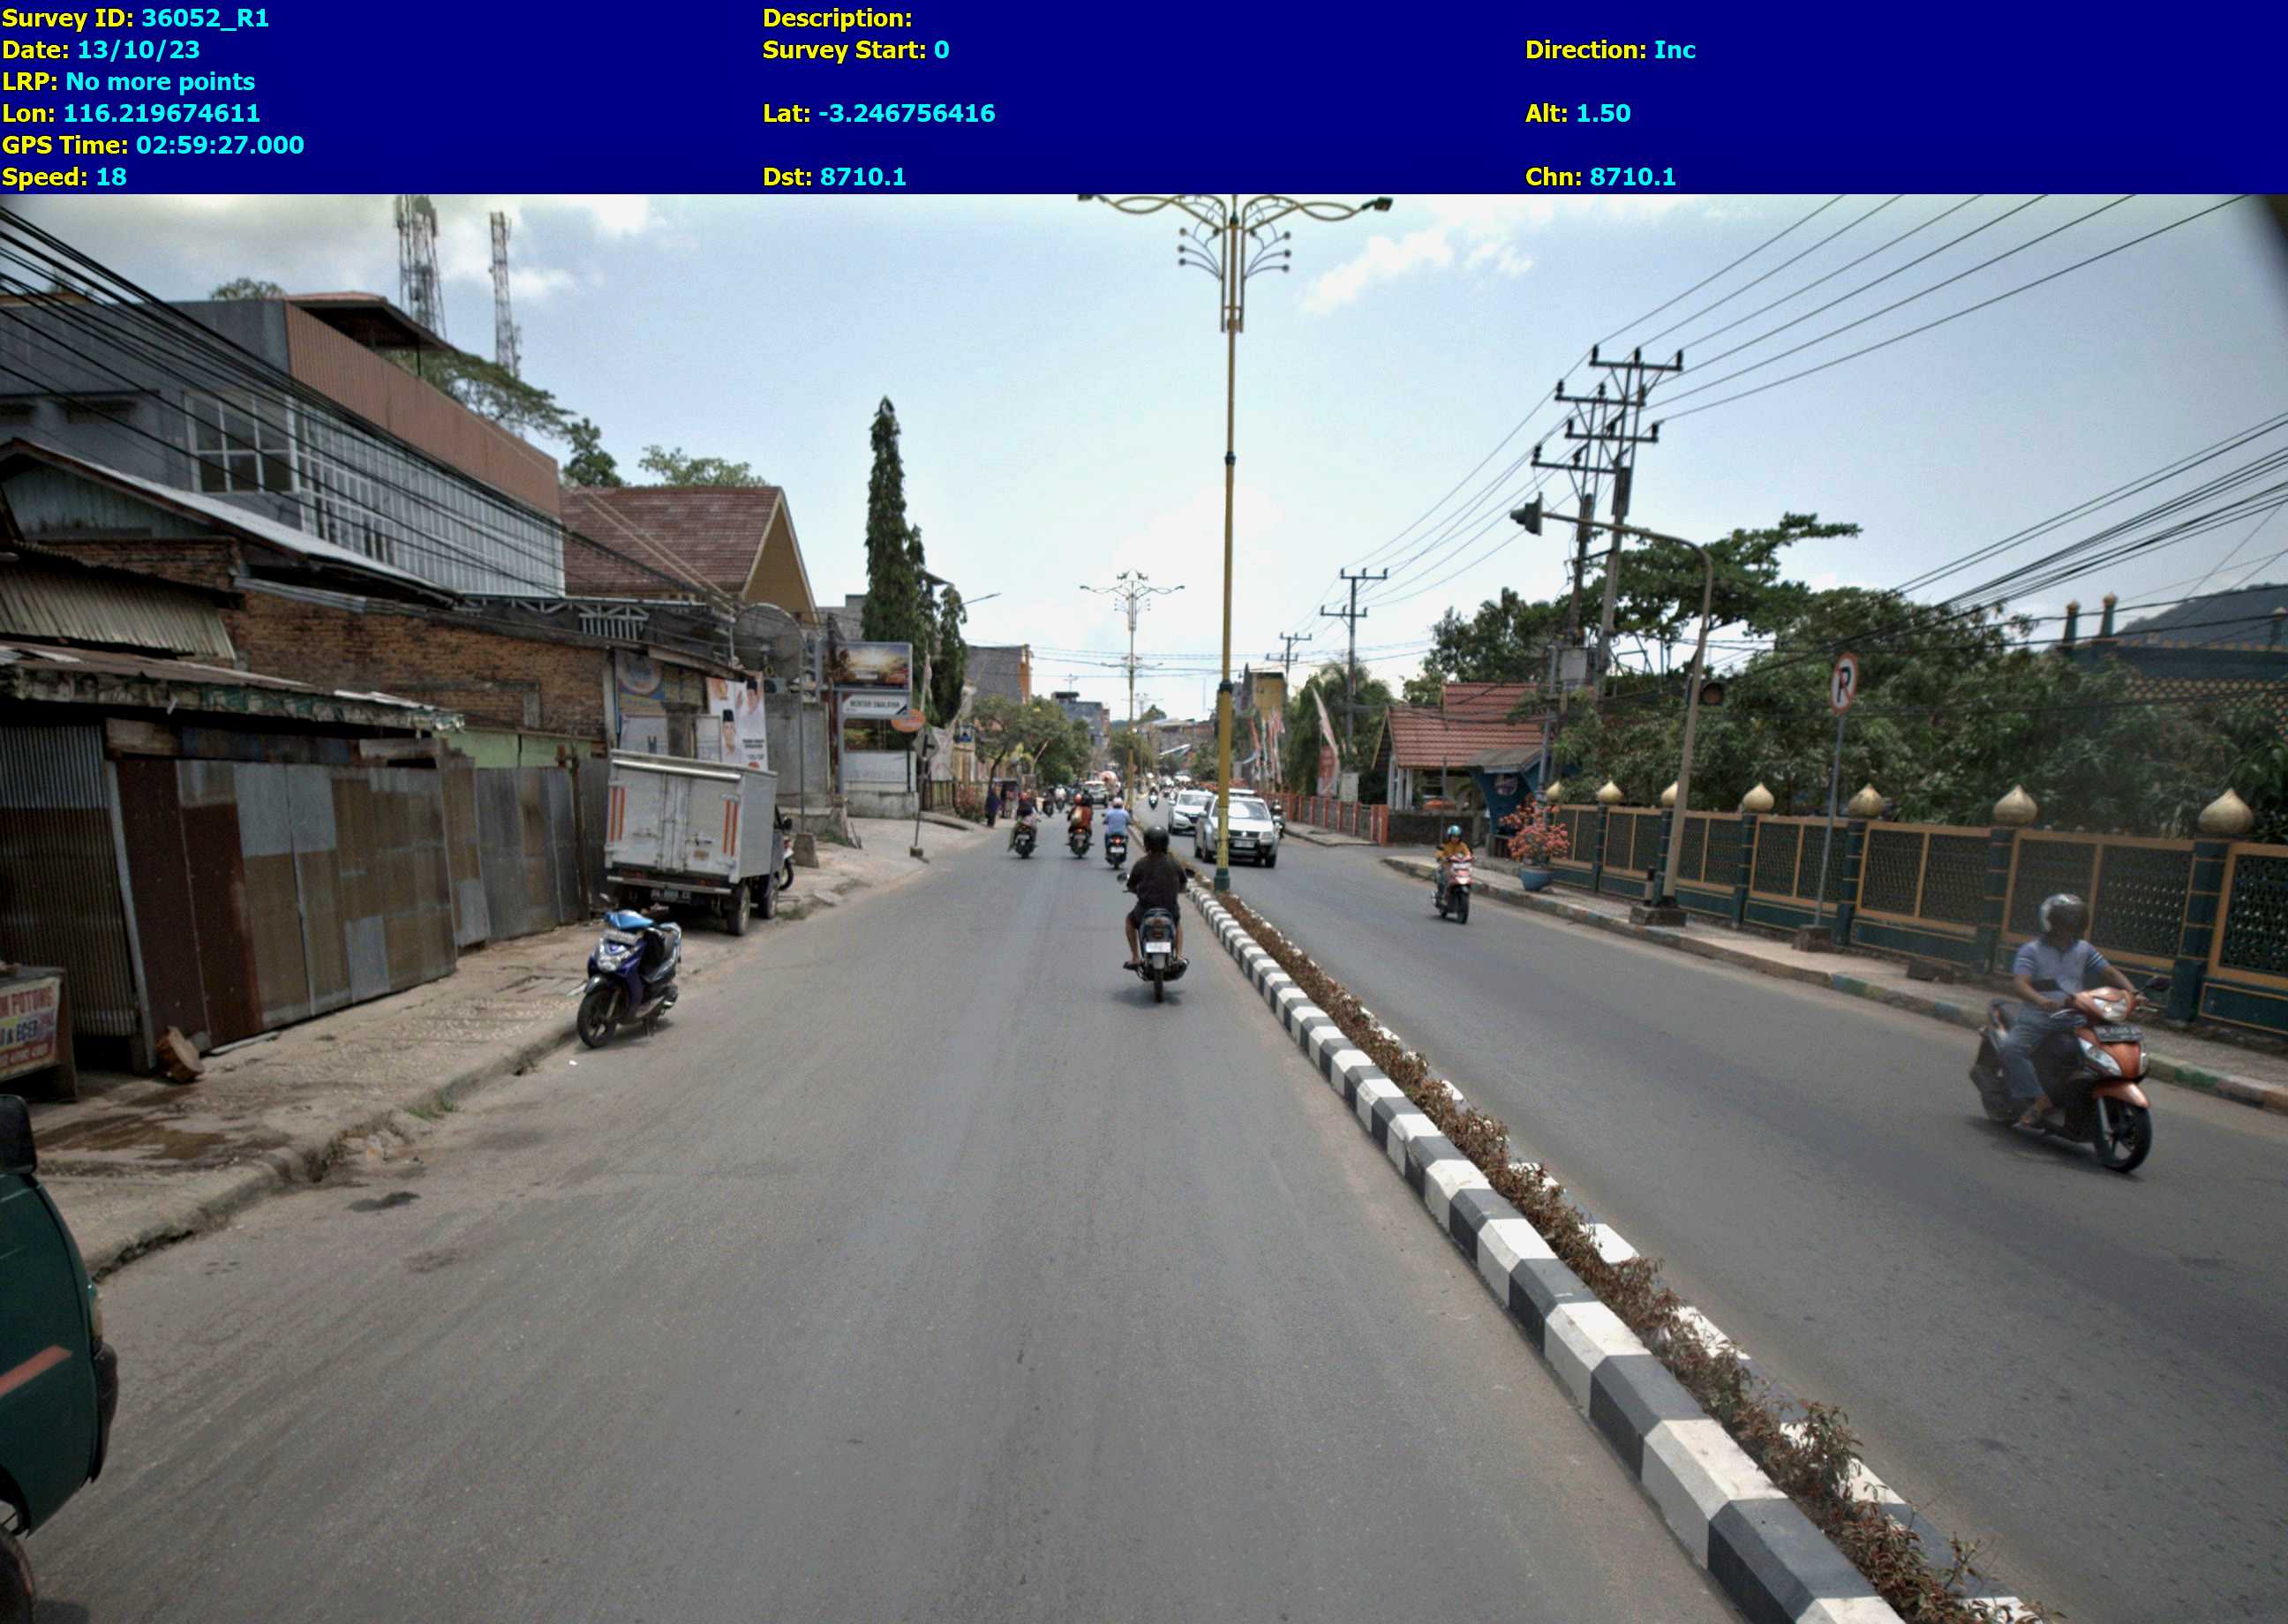 Survey ID: 36052_R1
Description:
Date: 13/10/23
Survey Start: 0
Direction: Inc
LRP: No more points
Lon: 116.219674611
Lat: -3.246756416
Alt: 1.50
GPS Time: 02:59:27.000
Speed: 18
Dst: 8710.1
Chn: 8710.1
P
POTONG